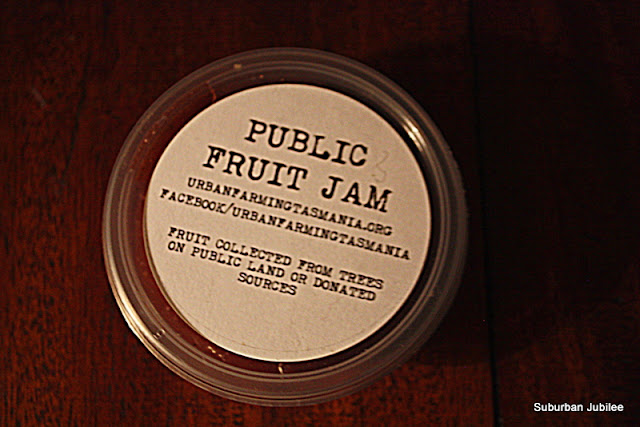 PUBLIC
FRUIT JAM
URBANFARMINGTASMANIA.ORG
FACEBOOK/URBANFARMINGTASMANIA
FRUIT COLLECTED FROM TREES
ON PUBLIC LAND OR DONATED
SOURCES
Suburban Jubilee